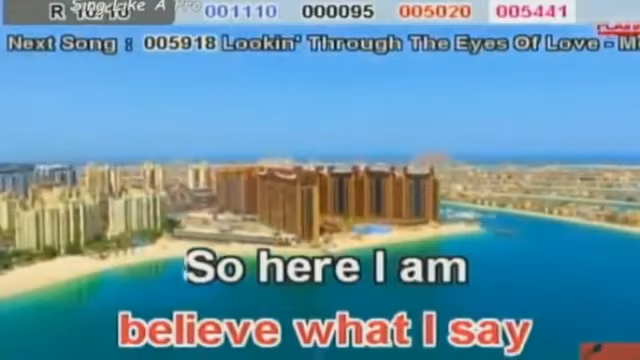 R 10/10 001110 000095 005020 005441
Sing Like A Pro
Next Song : 005918 Lookin' Through The Eyes Of Love - M
So here I am
believe what I say